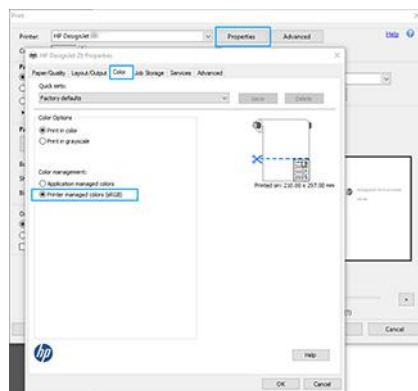 Print
Printer: HP DesignJet
Properties
Advanced
Help
HP DesignJet Z6 Properties
Paper/Quality Layout/Output Color Job Storage Services Advanced
Quick sets:
Factory defaults
Save
Delete
Color Options
Print in color
Print in grayscale
Color management:
Application managed colors
Printer managed colors (sRGB)
Printed on: 210.00 x 297.00 mm
hp
Help
OK
Cancel
Cancel